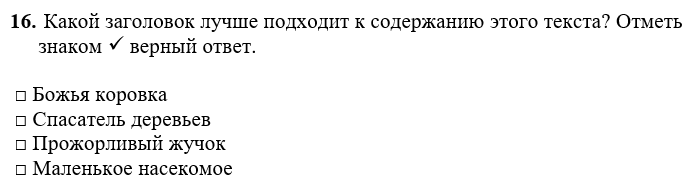 16. Какой заголовок лучше подходит к содержанию этого текста? Отметь
знаком ✓ верный ответ.
□ Божья коровка
□ Спасатель деревьев
□ Прожорливый жучок
□ Маленькое насекомое